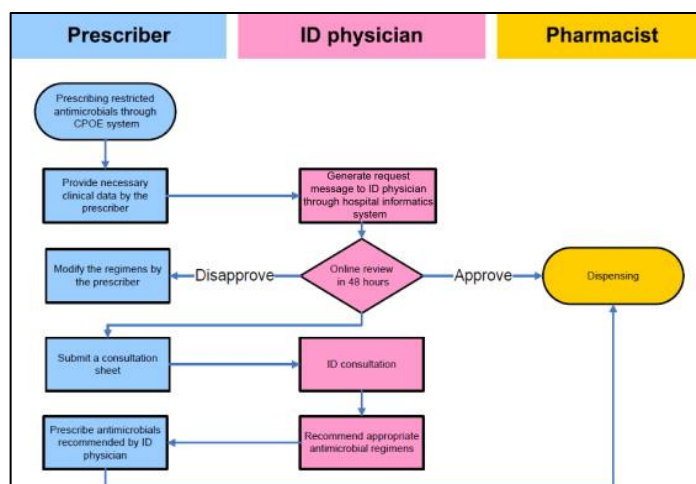 Prescriber
ID physician
Pharmacist
Prescribing restricted
antimicrobials through
CPOE system
Provide necessary
clinical data by the
prescriber
Generate request
message to ID physician
through hospital informatics
system
Modify the regimens by
the prescriber
Disapprove
Online review
in 48 hours
Approve
Dispensing
Submit a consultation
sheet
ID consultation
Prescribe antimicrobials
recommended by ID
physician
Recommend appropriate
antimicrobial regimens